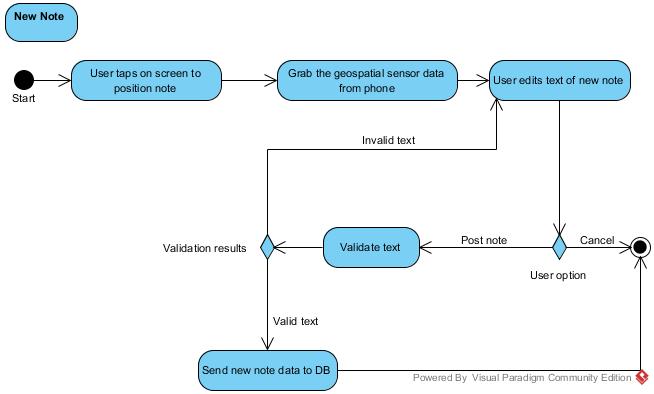 New Note
User taps on screen to
position note
Grab the geospatial sensor data
from phone
User edits text of new note
Start
Invalid text
Validation results
Validate text
Post note
Cancel
User option
Valid text
Send new note data to DB
Powered By Visual Paradigm Community Edition